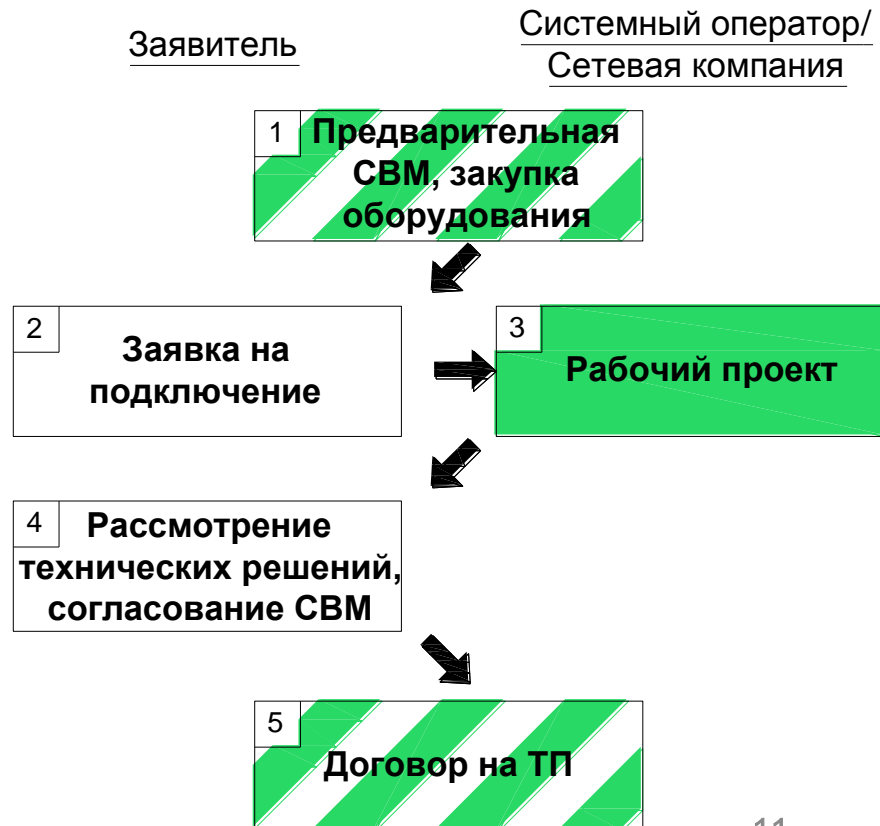 Заявитель
Системный оператор/
Сетевая компания
1
Предварительная
СВМ, закупка
оборудования
2
Заявка на
подключение
3
Рабочий проект
4
Рассмотрение
технических решений,
согласование СВМ
5
Договор на ТП
11